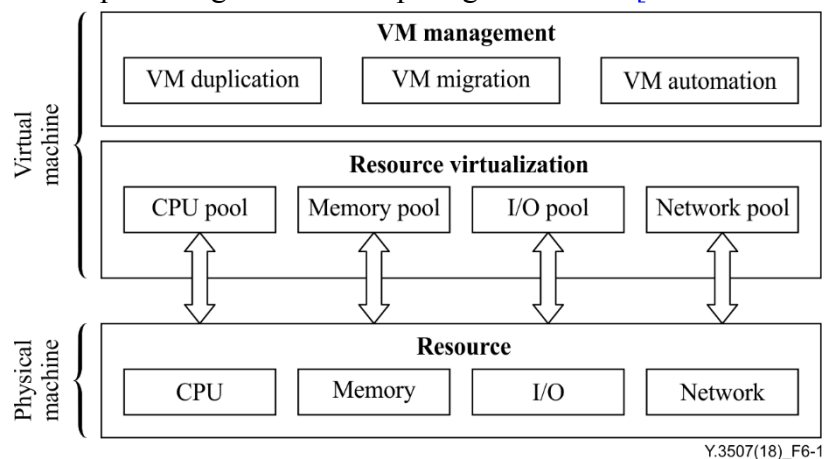 VM management
VM duplication VM migration VM automation
Virtual machine
Resource virtualization
CPU pool Memory pool I/O pool Network pool
Physical machine
Resource
CPU Memory I/O Network
Y.3507(18)_F6-1